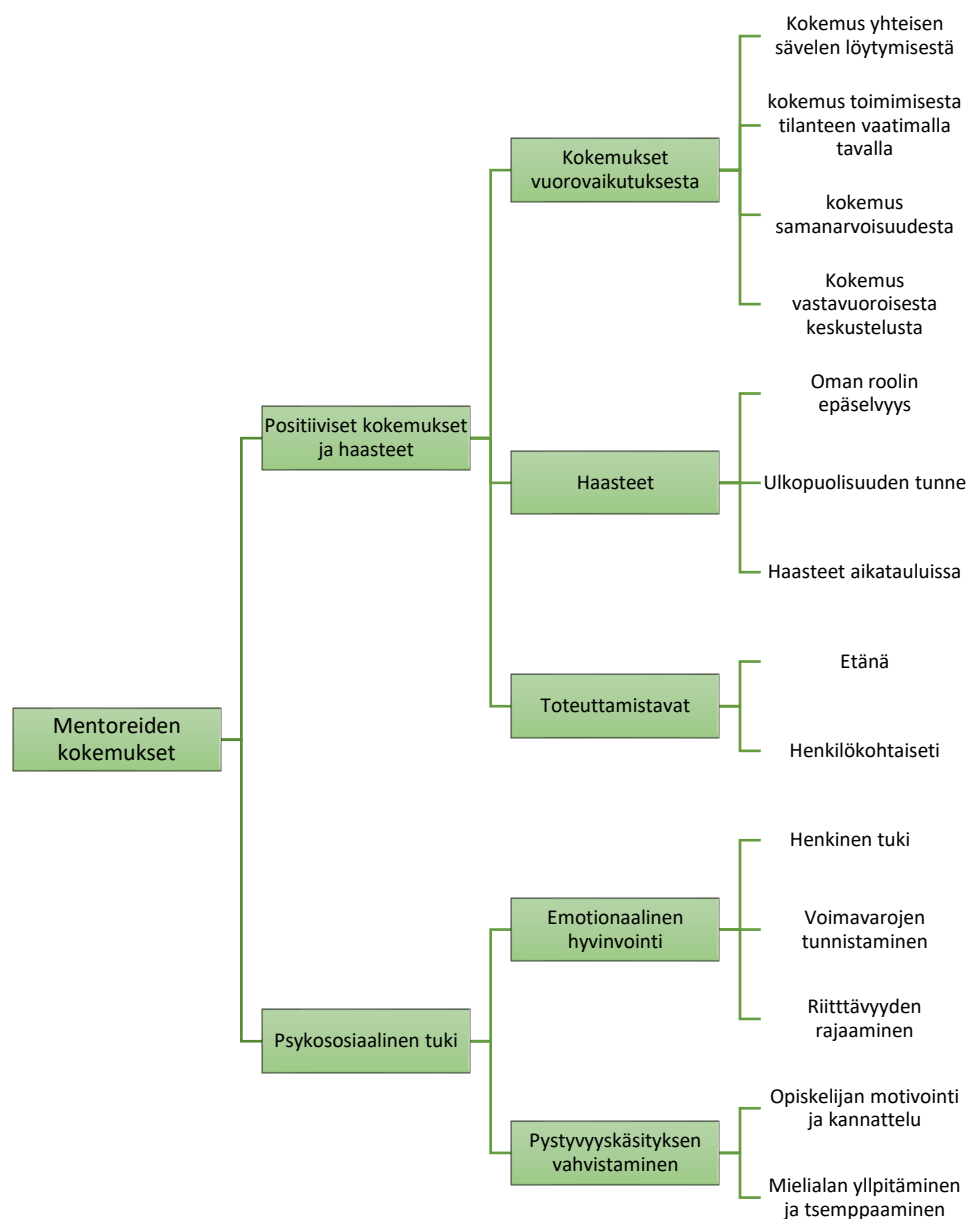 Kokemus yhteisen
sävelen löytymisestä
kokemus toimimisesta
tilanteen vaatimalla
tavalla
Kokemukset
vuorovaikutuksesta
kokemus
samanarvoisuudesta
Kokemus
vastavuoroisesta
keskustelusta
Oman roolin
epäselvyys
Positiiviset kokemukset
ja haasteet
Haasteet
Ulkopuolisuuden tunne
Haasteet aikatauluissa
Etänä
Toteuttamistavat
Mentoreiden
kokemukset
Henkilökohtaiseti
Henkinen tuki
Emotionaalinen
hyvinvointi
Voimavarojen
tunnistaminen
Riitttävyyden
rajaaminen
Psykososiaalinen tuki
Opiskelijan motivointi
ja kannattelu
Pystyvyyskäsityksen
vahvistaminen
Mielialan yllpitäminen
ja tsemppaaminen